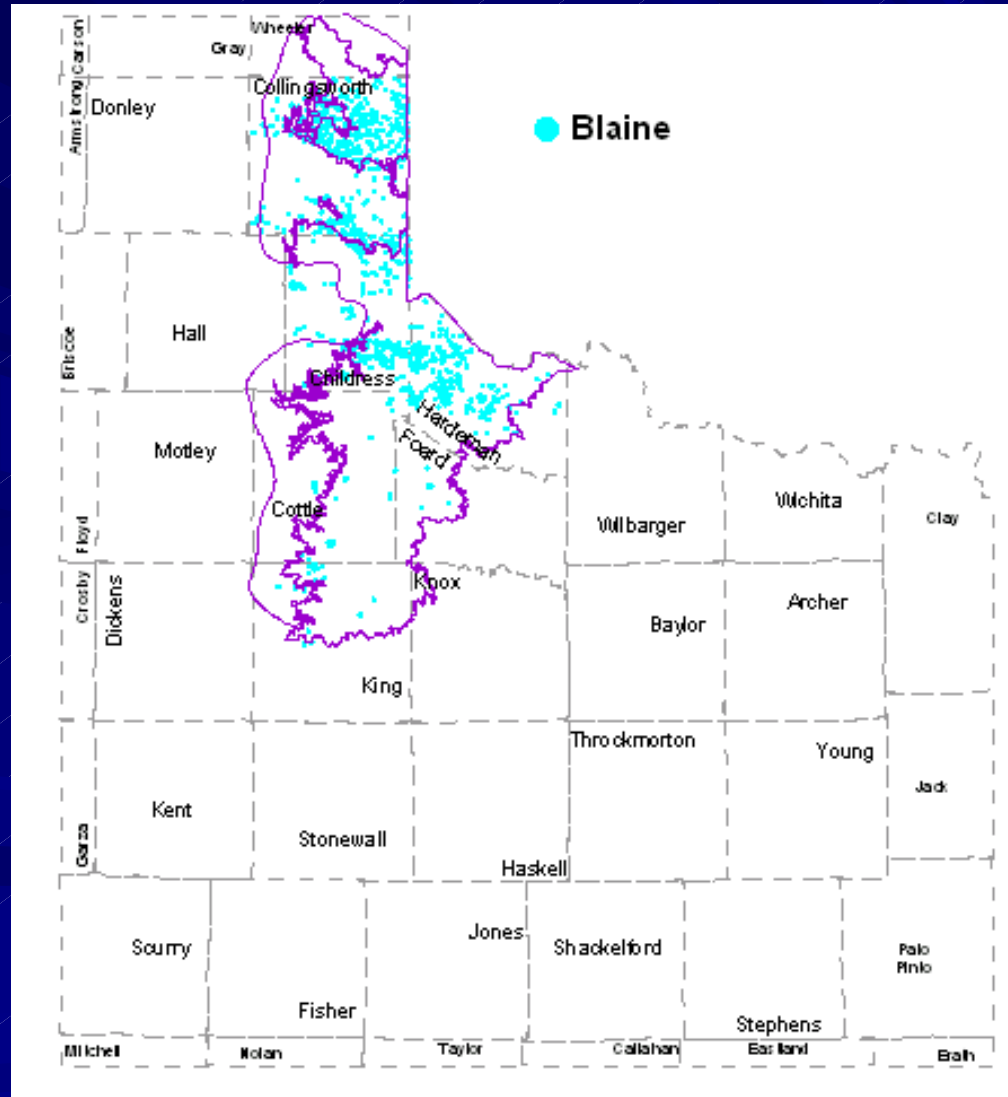 Wheeler
Gray
Armstrong Carson
Collingsworth
Donley
Blaine
Hall
Briscoe
Childress
Hardeman
Foard
Motley
Cottle
Floyd
Wichita
Wilbarger
Clay
Crosby
Dickens
Knox
Archer
Baylor
King
Throckmorton
Young
Jack
Kent
Garza
Stonewall
Haskell
Jones
Scurry
Shackelford
Palo
Pinto
Fisher
Stephens
Mitchell
Nolan
Taylor
Callahan
Eastland
Erath